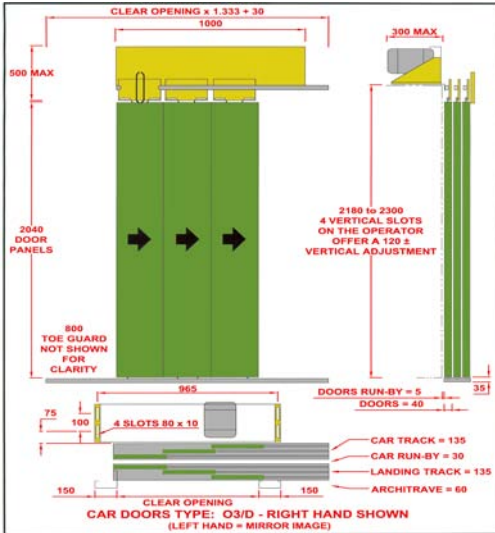 CLEAR OPENING x 1.333 + 30
1000
300 MAX
500 MAX
2040
DOOR
PANELS
2180 to 2300
4 VERTICAL SLOTS
ON THE OPERATOR
OFFER A 120 ±
VERTICAL ADJUSTMENT
800
TOE GUARD
NOT SHOWN
FOR
CLARITY
35
965
DOORS RUN-BY = 5
DOORS = 40
75
100
4 SLOTS 80 x 10
CAR TRACK = 135
CAR RUN-BY = 30
LANDING TRACK = 135
ARCHITRAVE = 60
150
CLEAR OPENING
150
CAR DOORS TYPE: O3/D - RIGHT HAND SHOWN
(LEFT HAND = MIRROR IMAGE)